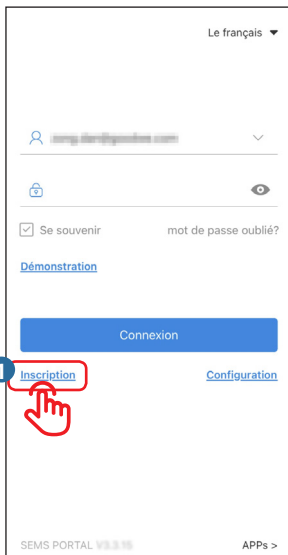 Le français
Se souvenir mot de passe oublié?
Démonstration
Connexion
Inscription Configuration
SEMS PORTAL APPs >